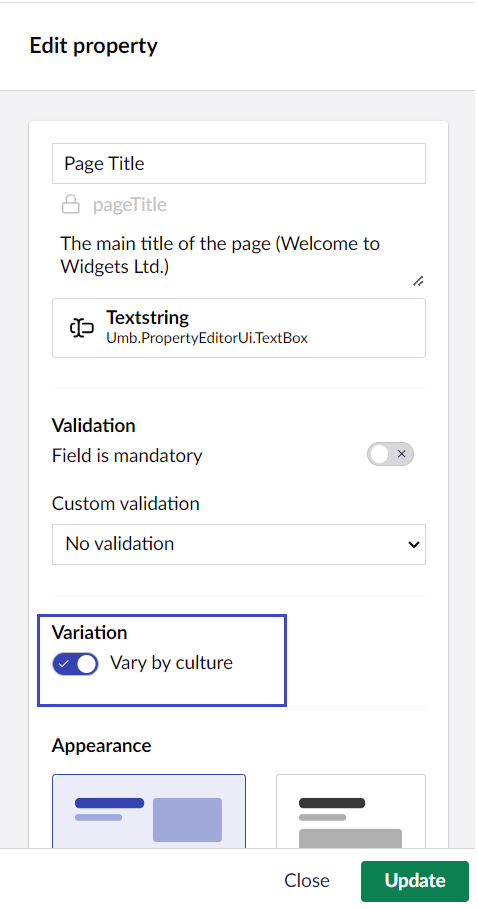 Edit property
Page Title
pageTitle
The main title of the page (Welcome to
Widgets Ltd.)
Textstring
Umb.PropertyEditorUi.TextBox
Validation
Field is mandatory
Custom validation
No validation
Variation
Vary by culture
Appearance
Close
Update